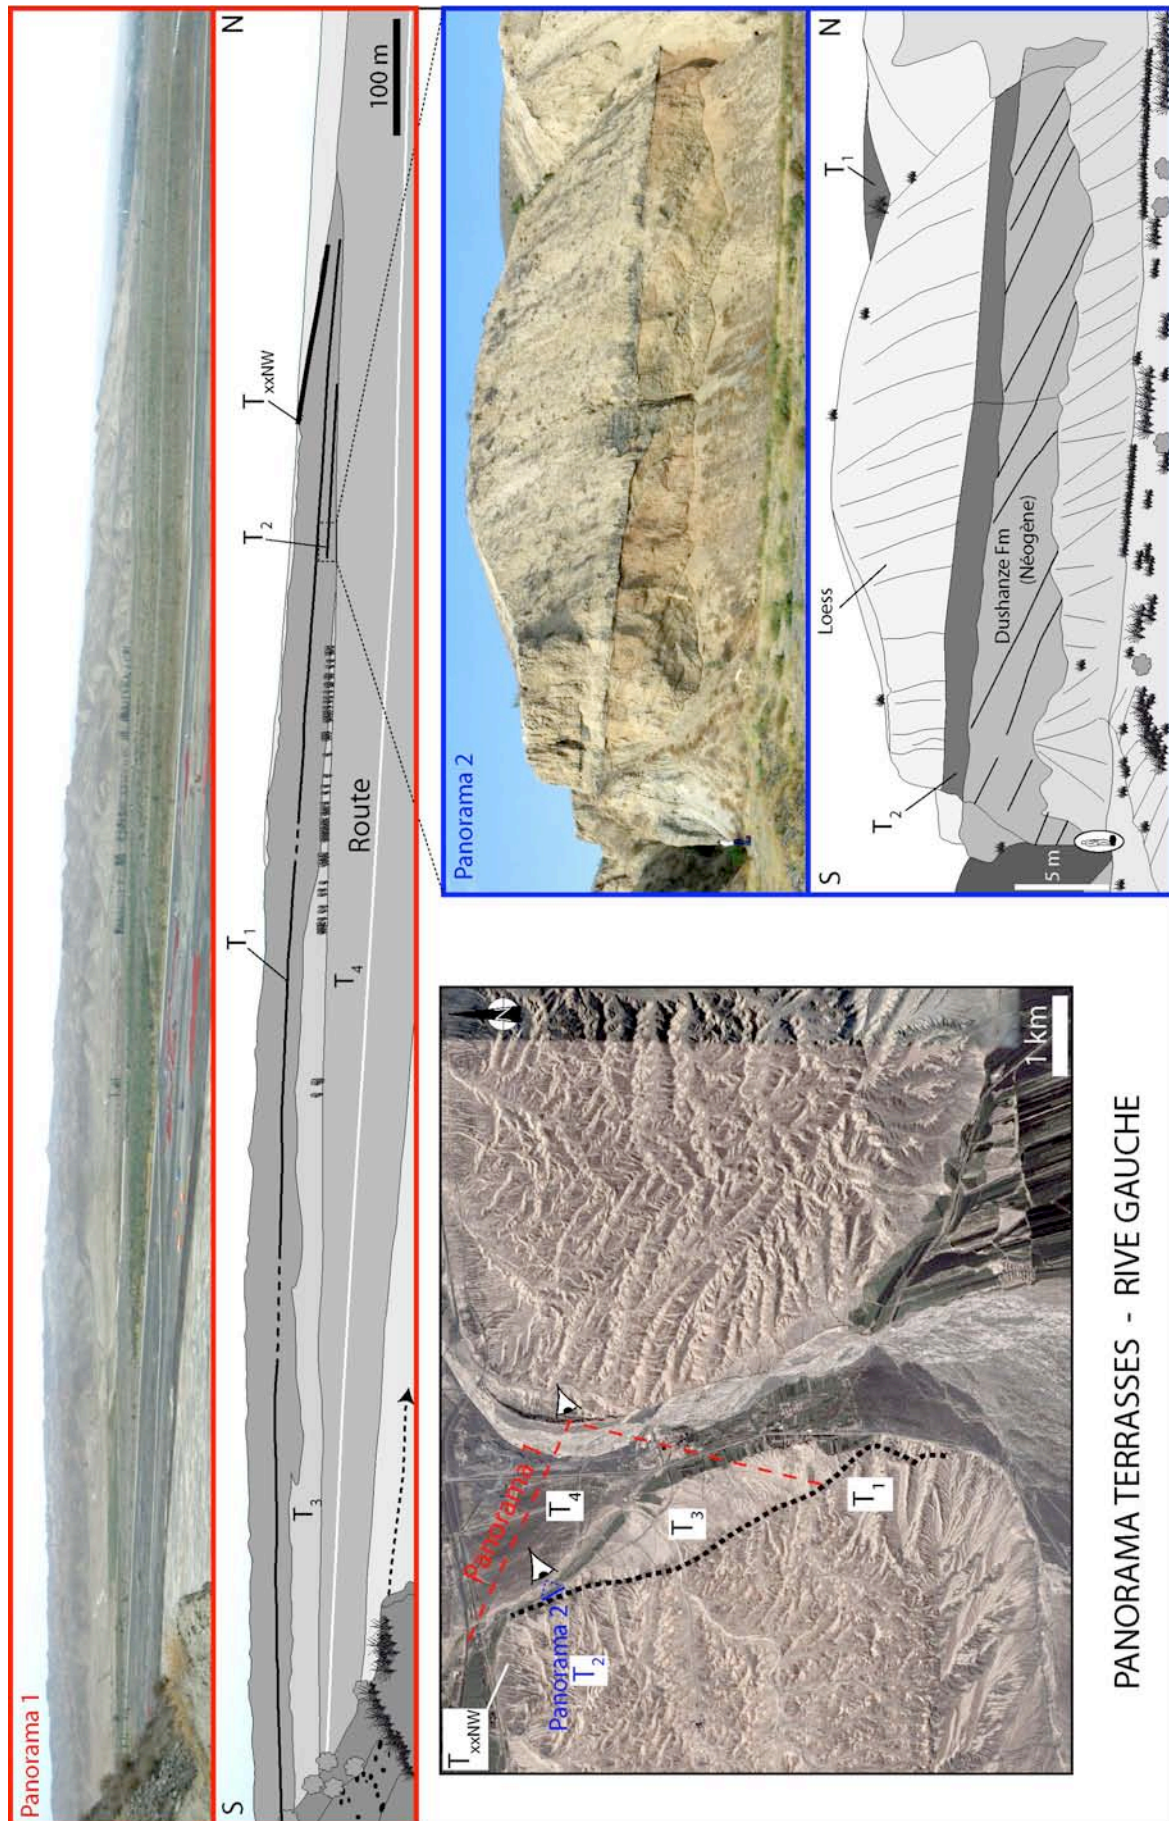 Panorama 1
S
N
T1
T2
TxxNW
T3
T4
Route
100 m
Panorama 2
S
N
T2
Loess
T1
Dushanze Fm
(Néogène)
5 m
TxxNW
Panorama 1
Panorama 2
T2
T4
T3
T1
N
1 km
PANORAMA TERRASSES - RIVE GAUCHE